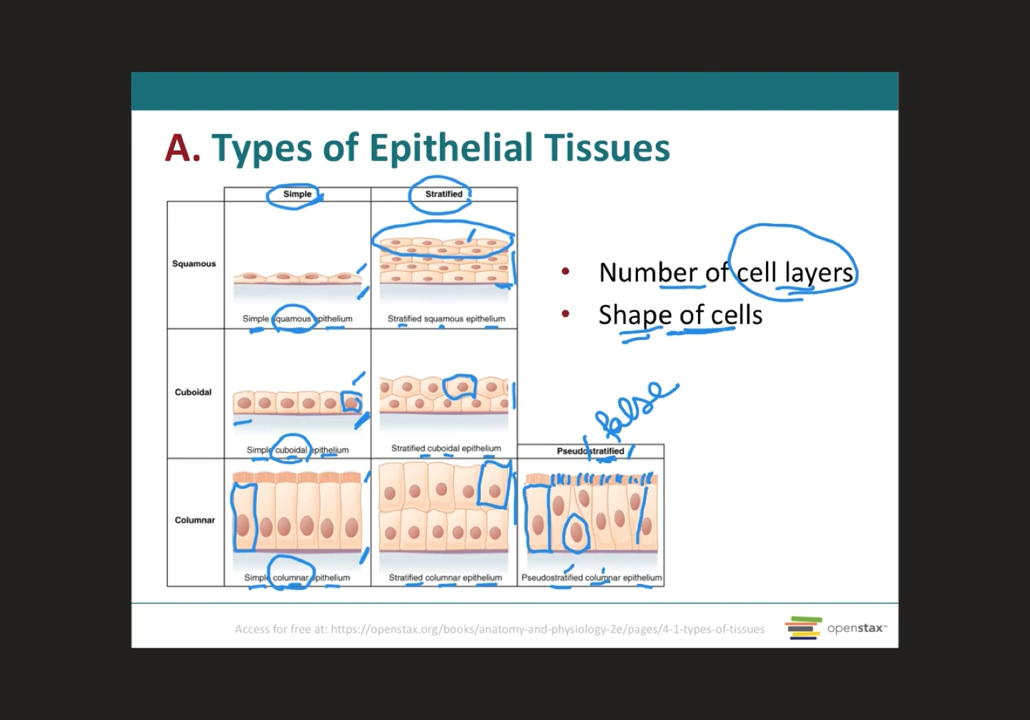 A. Types of Epithelial Tissues
Simple
Stratified
Squamous
Simple squamous epithelium
Stratified squamous epithelium
• Number of cell layers
• Shape of cells
Cuboidal
Simple cuboidal epithelium
Stratified cuboidal epithelium
false
Pseudostratified
Columnar
Simple columnar epithelium
Stratified columnar epithelium
Pseudostratified columnar epithelium
Access for free at: https://openstax.org/books/anatomy-and-physiology-2e/pages/4-1-types-of-tissues
openstax™